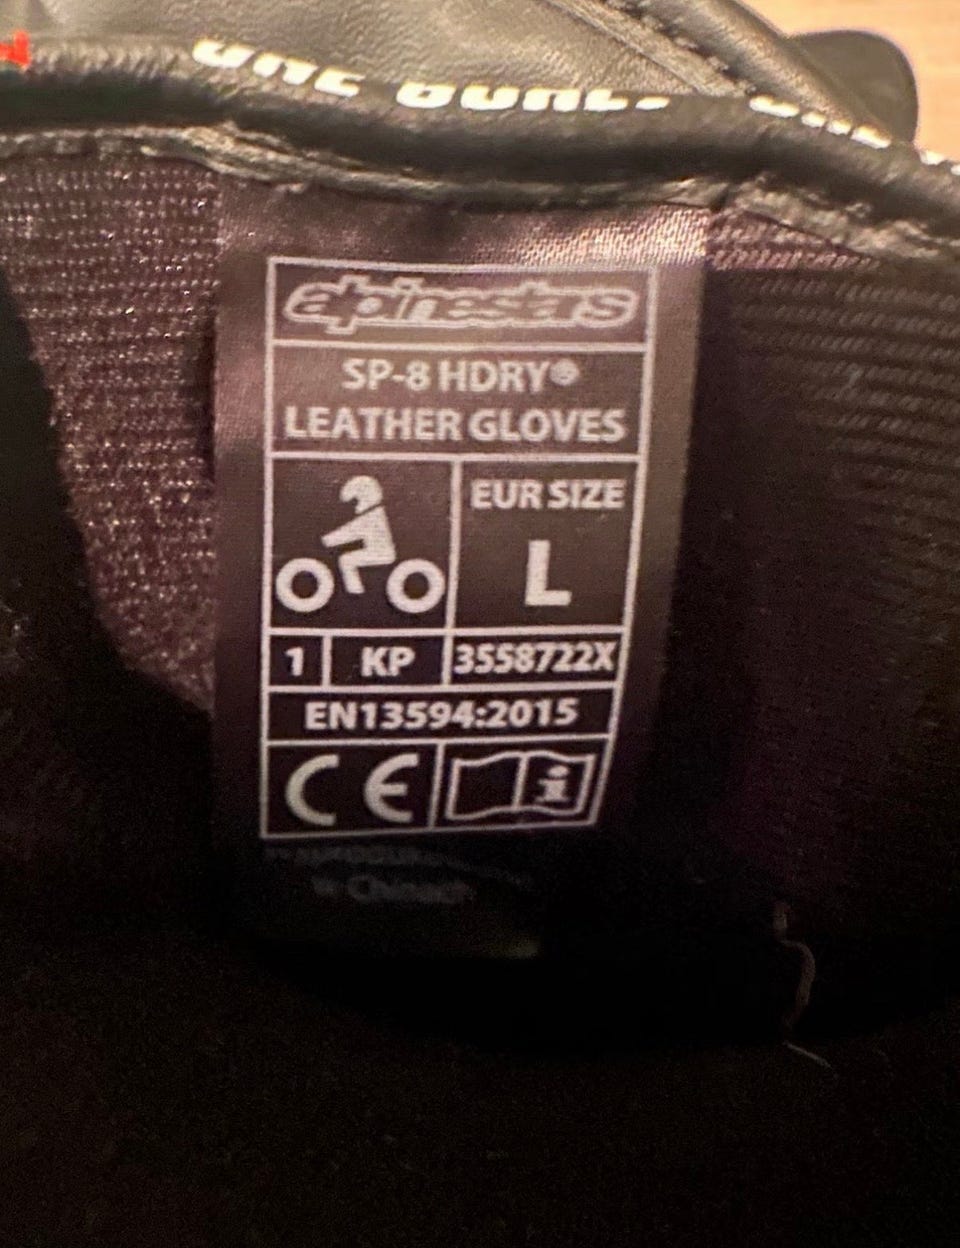 alpinestars
SP-8 HDRY®
LEATHER GLOVES
EUR SIZE
L
1 KP 3558722X
EN13594:2015
CE
i